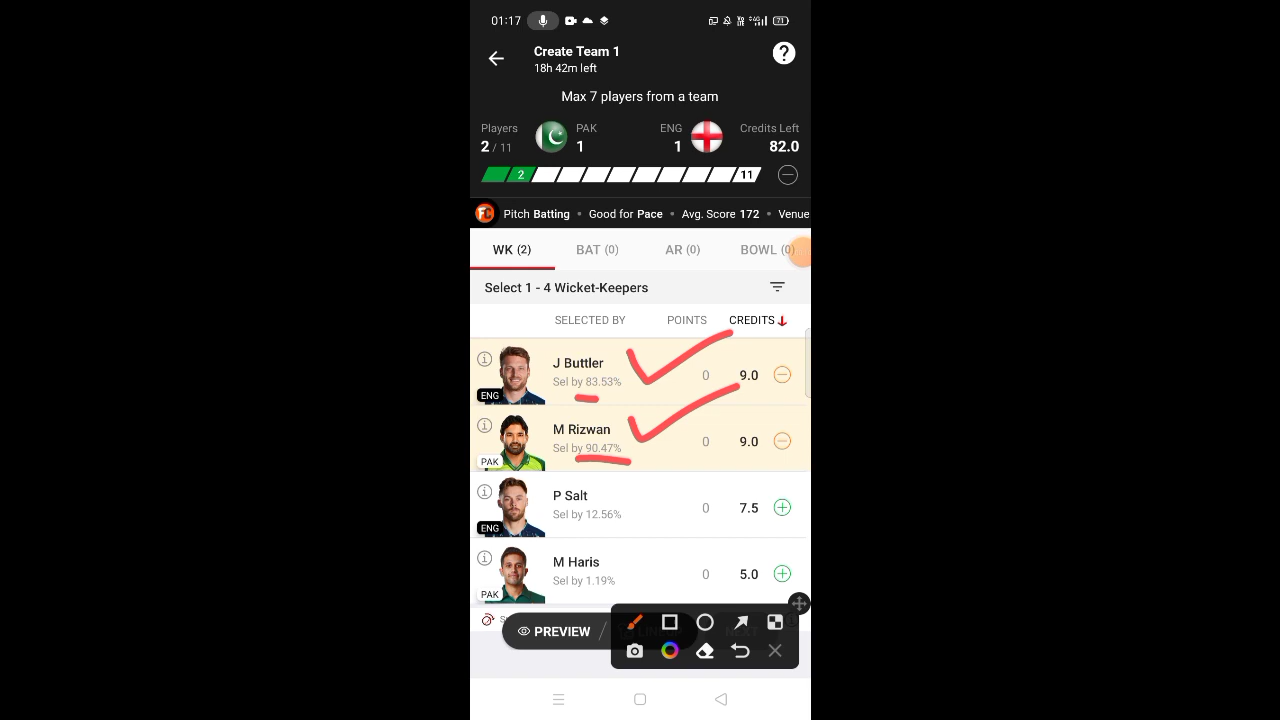 01:17
71
Create Team 1
18h 42m left
?
Max 7 players from a team
Players PAK ENG Credits Left
2 / 11 1 1 82.0
2 11
FC Pitch Batting • Good for Pace • Avg. Score 172 • Venue
WK (2) BAT (0) AR (0) BOWL (0)
Select 1 - 4 Wicket-Keepers
SELECTED BY POINTS CREDITS
J Buttler
Sel by 83.53% 0 9.0
ENG
M Rizwan
Sel by 90.47% 0 9.0
PAK
P Salt
Sel by 12.56% 0 7.5
ENG
M Haris
Sel by 1.19% 0 5.0
PAK
PREVIEW